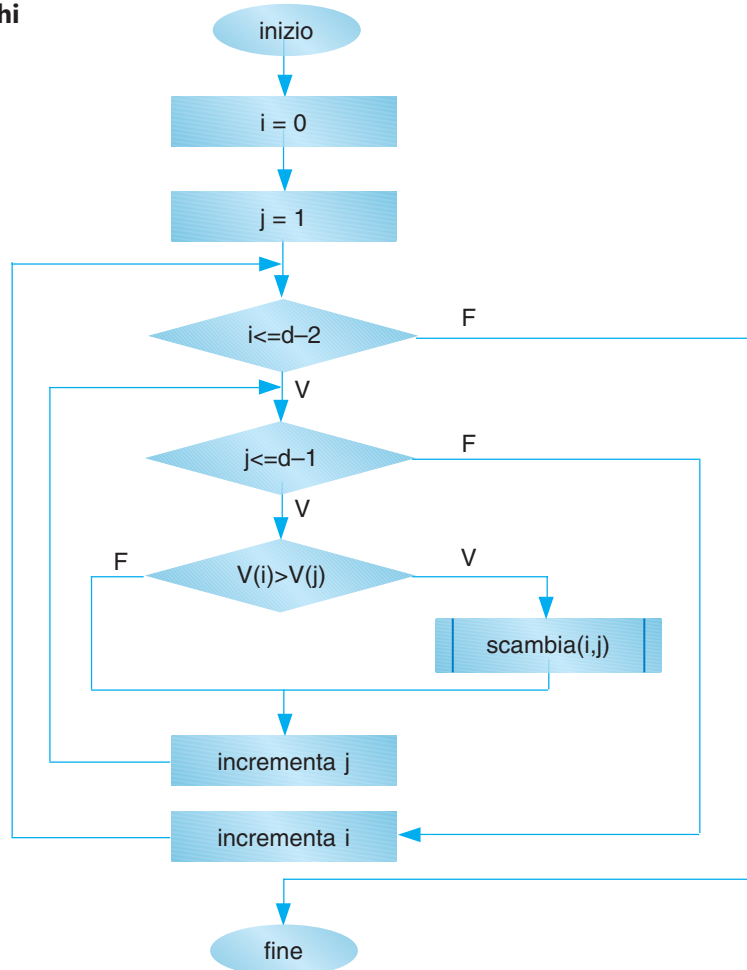 hi
inizio
i = 0
j = 1
i<=d–2
F
V
j<=d–1
F
V
V(i)>V(j)
F
V
scambia(i,j)
incrementa j
incrementa i
fine